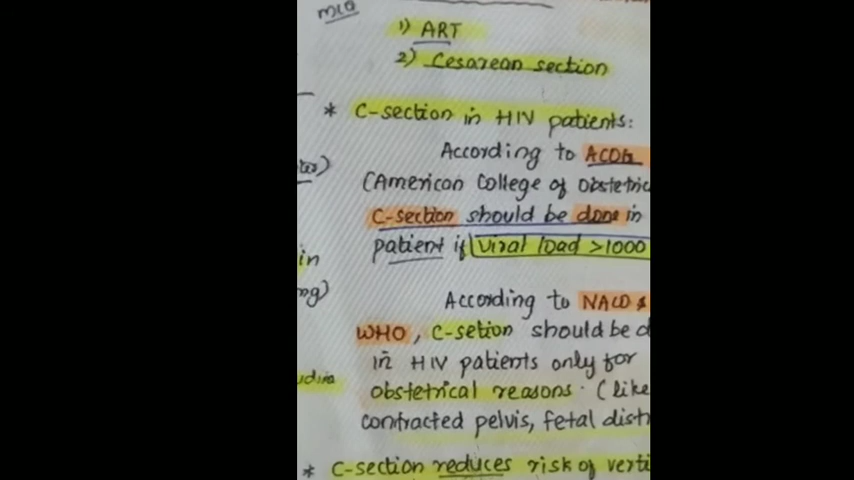 1) ART
2) Cesarean section
* C-section in HIV patients:
According to ACOG
(American College of Obstetric
C-section should be done in
patient if viral load >1000
in
According to NACO &
WHO, C-setion should be d
in HIV patients only for
obstetrical reasons. (like
contracted pelvis, fetal distr
* C-section reduces risk of verti